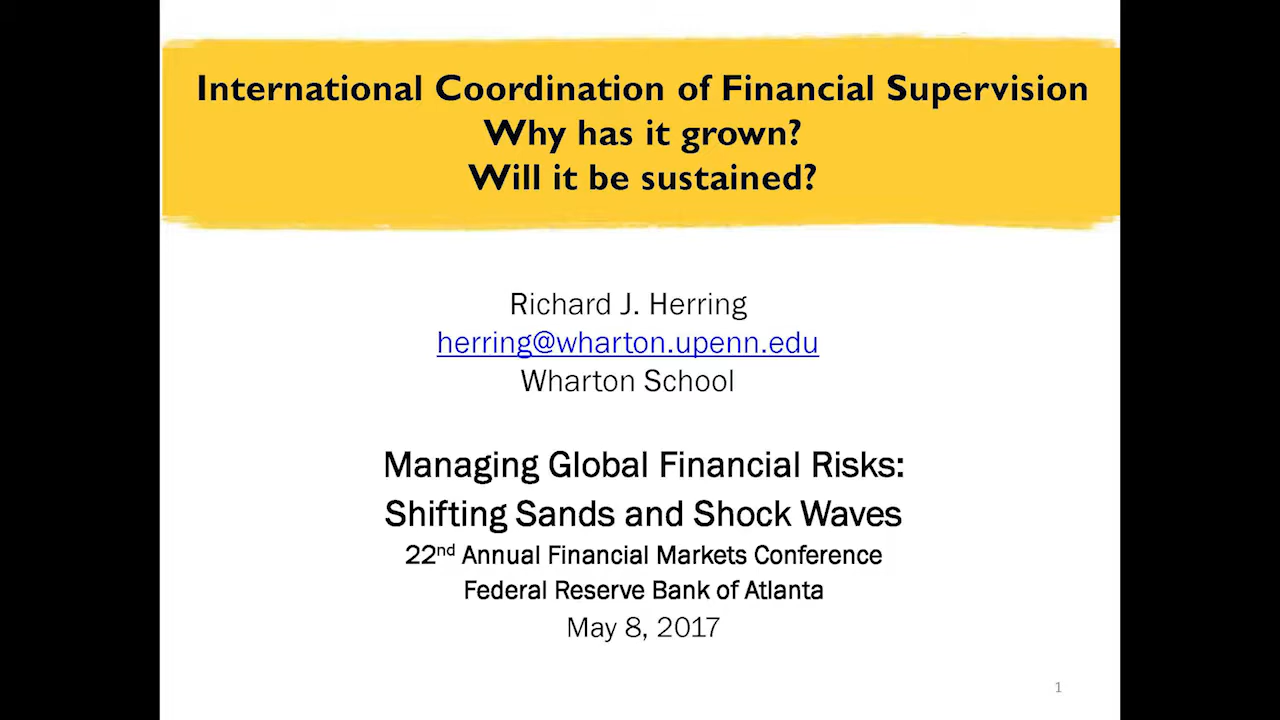 International Coordination of Financial Supervision
Why has it grown?
Will it be sustained?
Richard J. Herring
herring@wharton.upenn.edu
Wharton School
Managing Global Financial Risks:
Shifting Sands and Shock Waves
22nd Annual Financial Markets Conference
Federal Reserve Bank of Atlanta
May 8, 2017
1